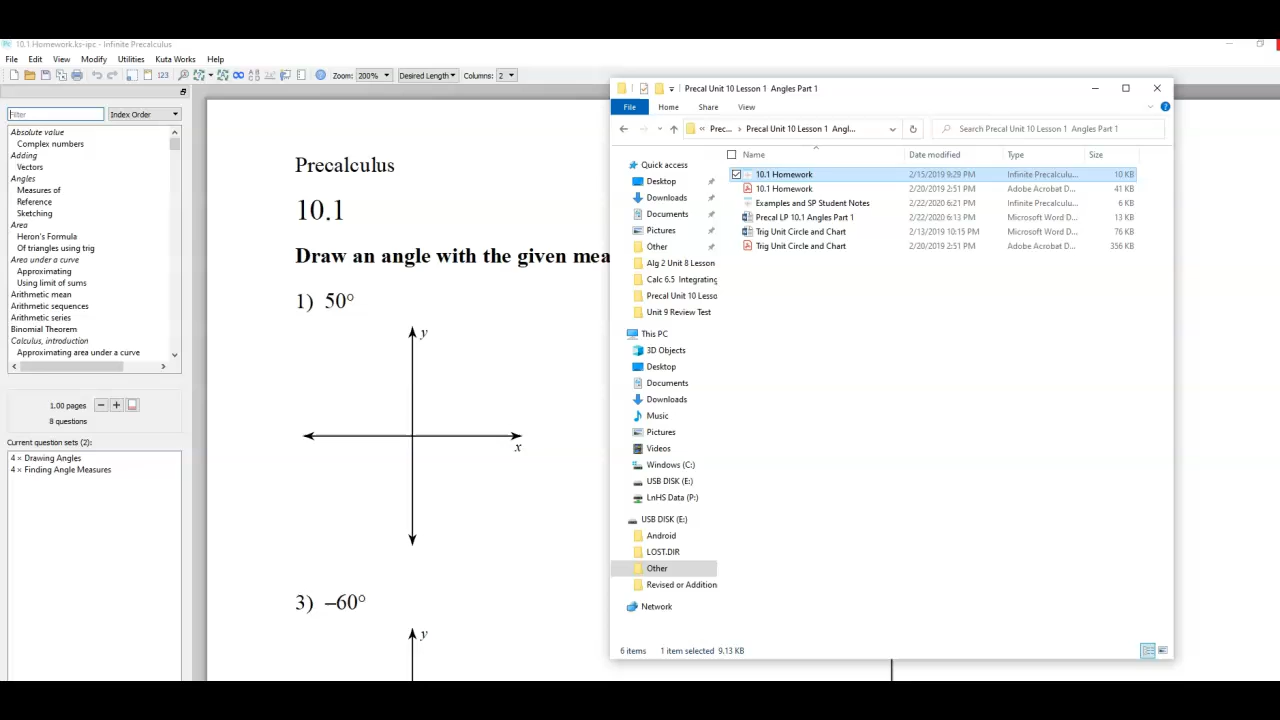 10.1 Homework.ks-ipc - Infinite Precalculus
File Edit View Modify Utilities Kuta Works Help
123 Zoom: 200% Desired Length Columns: 2
Filter Index Order
Absolute value
Complex numbers
Adding
Vectors
Angles
Measures of
Reference
Sketching
Area
Heron's Formula
Of triangles using trig
Area under a curve
Approximating
Using limit of sums
Arithmetic mean
Arithmetic sequences
Arithmetic series
Binomial Theorem
Calculus, introduction
Approximating area under a curve
1.00 pages
8 questions
Current question sets (2):
4 × Drawing Angles
4 × Finding Angle Measures
Precalculus
10.1
Draw an angle with the given mea
1) 50°
y
x
3) –60°
y
Precal Unit 10 Lesson 1 Angles Part 1
File Home Share View
« Prec... › Precal Unit 10 Lesson 1 Angl... Search Precal Unit 10 Lesson 1 Angles Part 1
Name Date modified Type Size
10.1 Homework 2/15/2019 9:29 PM Infinite Precalculu... 10 KB
10.1 Homework 2/20/2019 2:51 PM Adobe Acrobat D... 41 KB
Examples and SP Student Notes 2/22/2020 6:21 PM Infinite Precalculu... 6 KB
Precal LP 10.1 Angles Part 1 2/22/2020 6:13 PM Microsoft Word D... 13 KB
Trig Unit Circle and Chart 2/13/2019 10:15 PM Microsoft Word D... 76 KB
Trig Unit Circle and Chart 2/20/2019 2:51 PM Adobe Acrobat D... 356 KB
Quick access
Desktop
Downloads
Documents
Pictures
Other
Alg 2 Unit 8 Lesson
Calc 6.5 Integrating
Precal Unit 10 Lesso
Unit 9 Review Test
This PC
3D Objects
Desktop
Documents
Downloads
Music
Pictures
Videos
Windows (C:)
USB DISK (E:)
LnHS Data (P:)
USB DISK (E:)
Android
LOST.DIR
Other
Revised or Addition
Network
6 items 1 item selected 9.13 KB